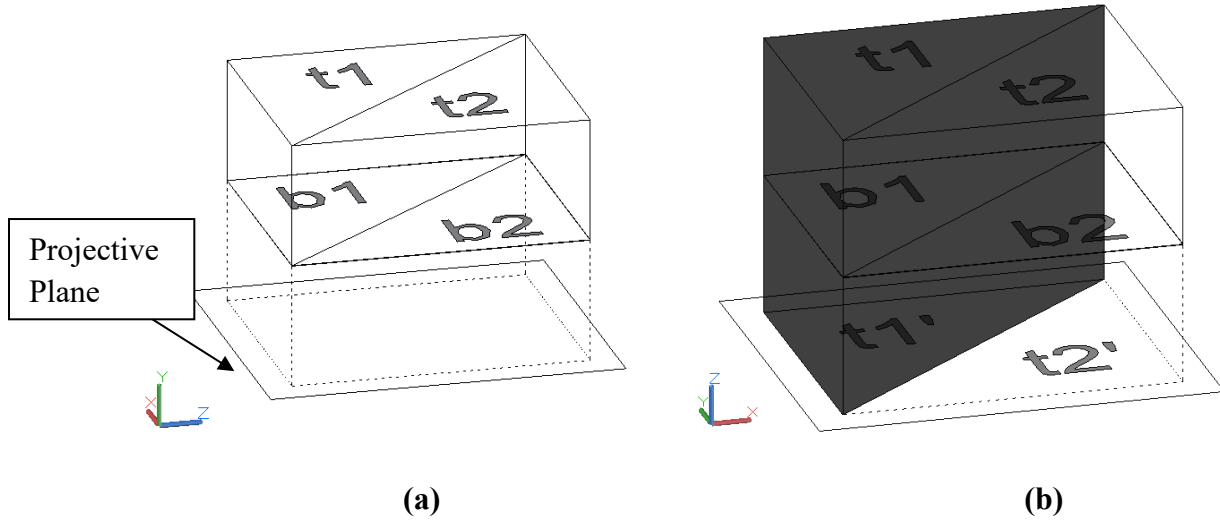 t1
t2
b1
b2
Projective
Plane
Y
X
Z
(a)
t1
t2
b1
b2
t1'
t2'
Z
Y
X
(b)